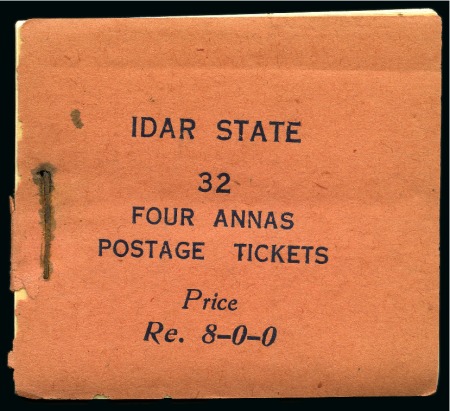 IDAR STATE
32
FOUR ANNAS
POSTAGE TICKETS
Price
Re. 8-0-0